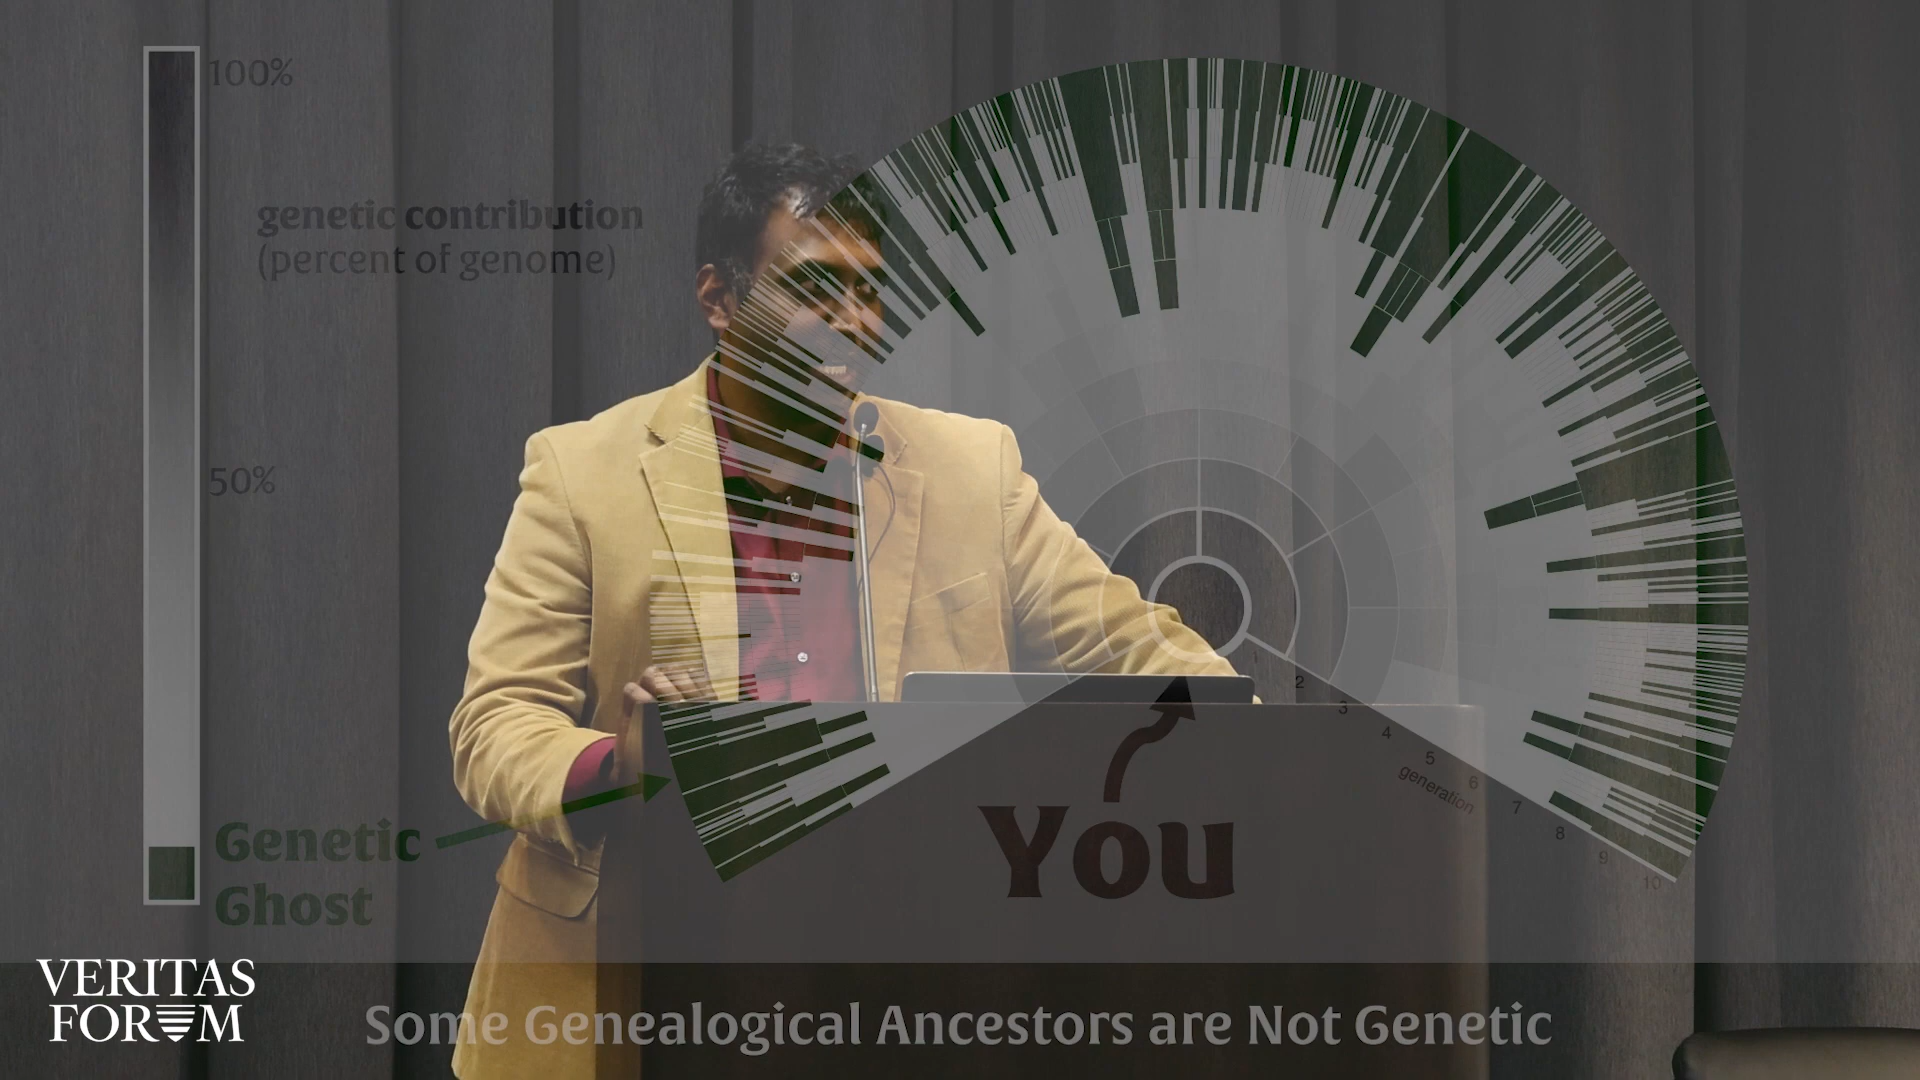 100%
genetic contribution
(percent of genome)
50%
Genetic
Ghost
You
2
3
4
5
6
7
8
9
10
generation
VERITAS
FORUM
Some Genealogical Ancestors are Not Genetic